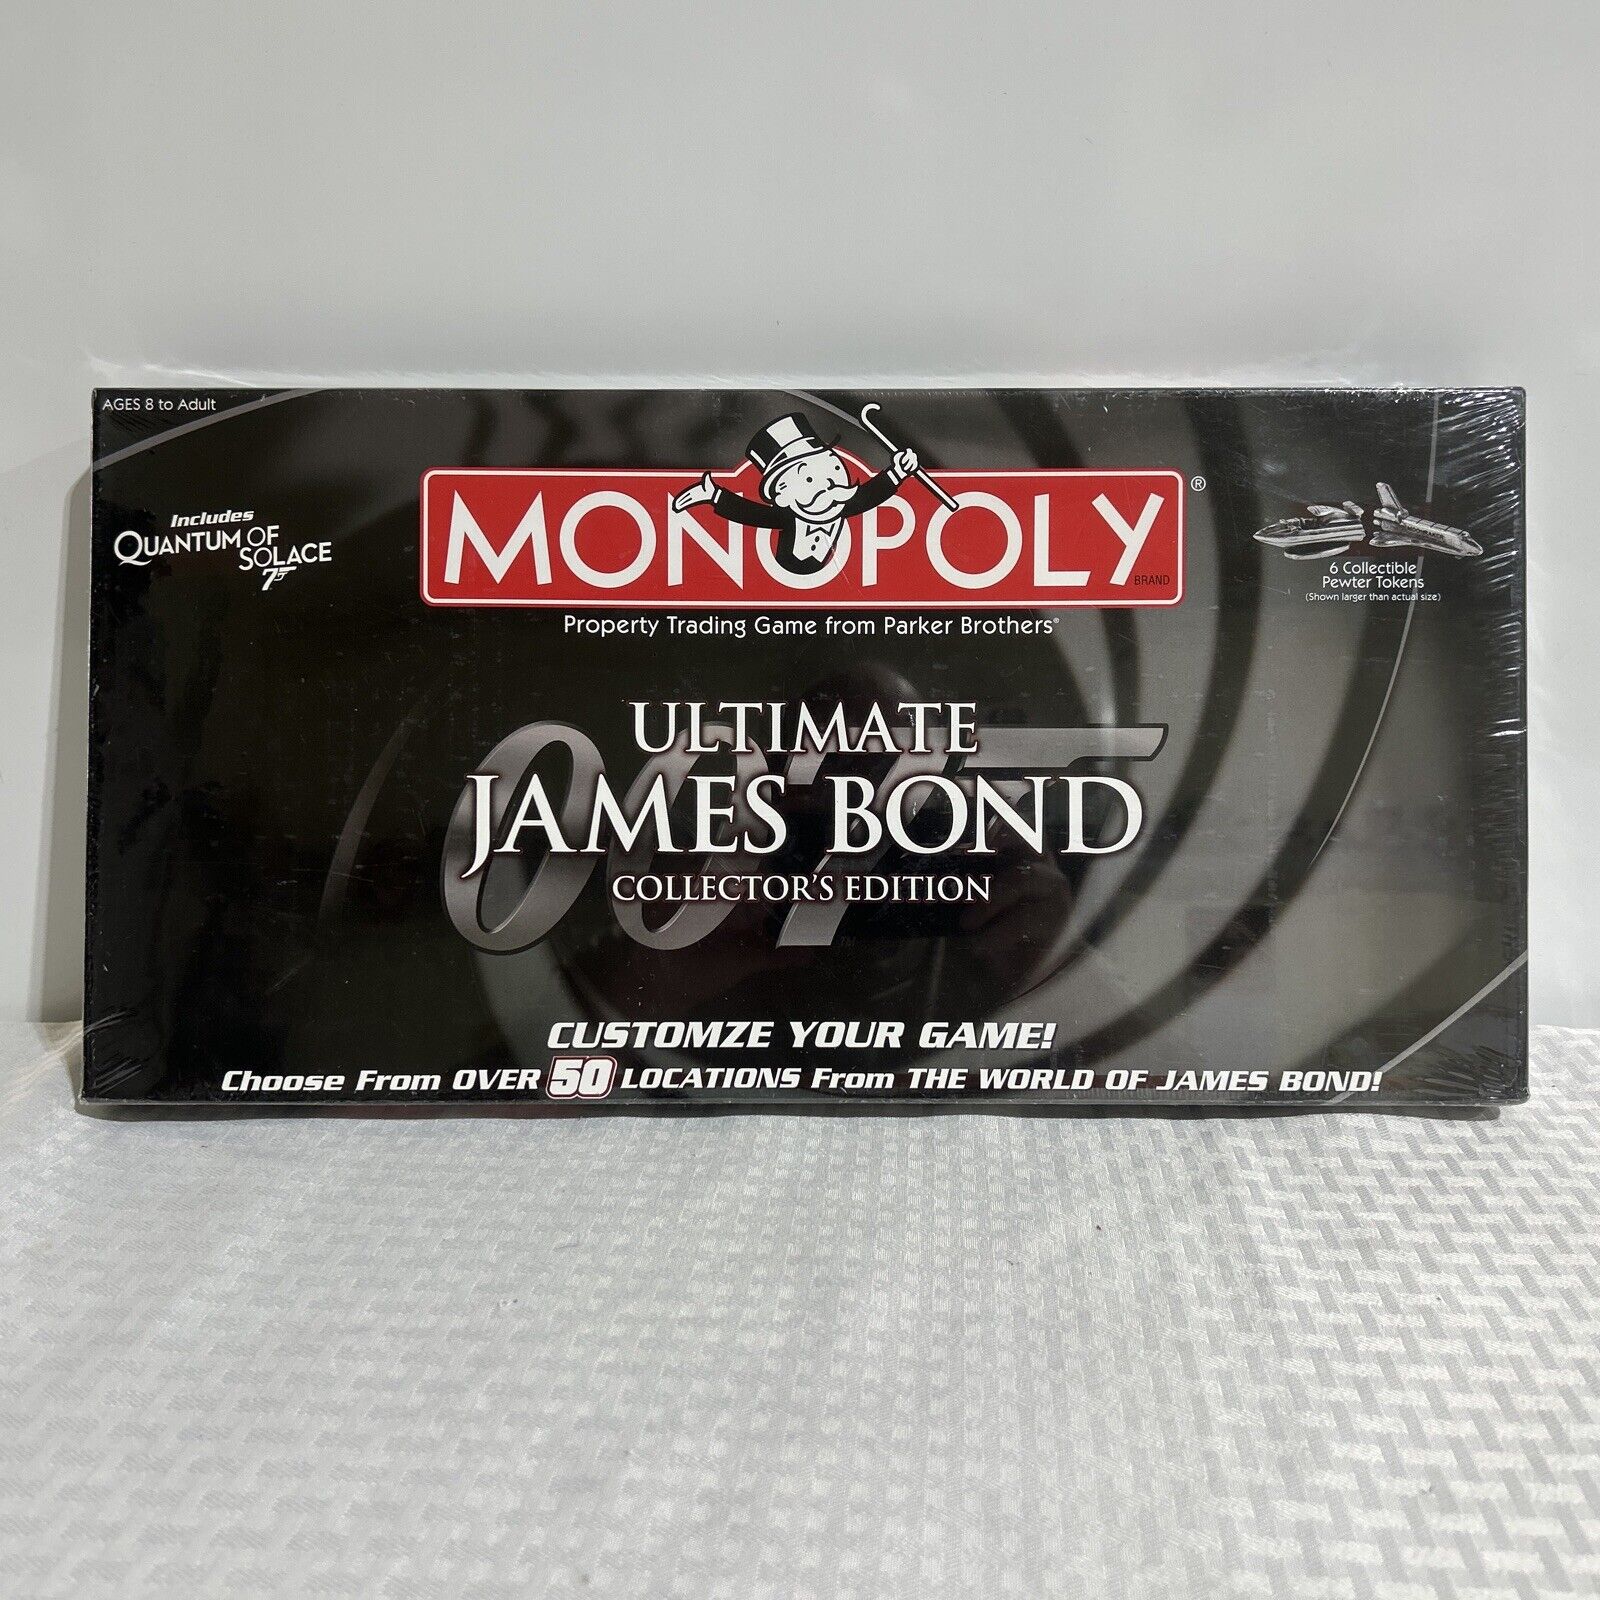 AGES 8 to Adult
Includes
QUANTUM OF
SOLACE
007
MONOPOLY®
BRAND
Property Trading Game from Parker Brothers®
6 Collectible
Pewter Tokens
(Shown larger than actual size)
007
ULTIMATE
JAMES BOND
COLLECTOR'S EDITION
TM
CUSTOMZE YOUR GAME!
Choose From OVER 50 LOCATIONS From THE WORLD OF JAMES BOND!